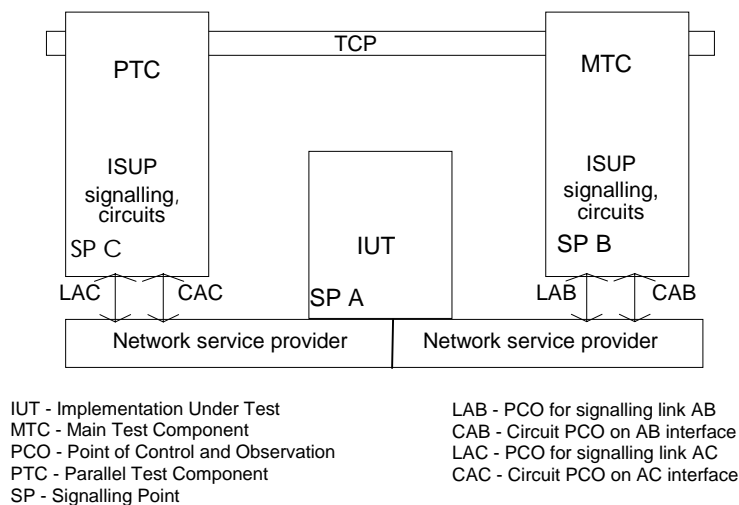 TCP
PTC
MTC
ISUP
signalling,
circuits
SP C
IUT
SP A
ISUP
signalling,
circuits
SP B
LAC
CAC
LAB
CAB
Network service provider
Network service provider
IUT - Implementation Under Test
MTC - Main Test Component
PCO - Point of Control and Observation
PTC - Parallel Test Component
SP - Signalling Point
LAB - PCO for signalling link AB
CAB - Circuit PCO on AB interface
LAC - PCO for signalling link AC
CAC - Circuit PCO on AC interface